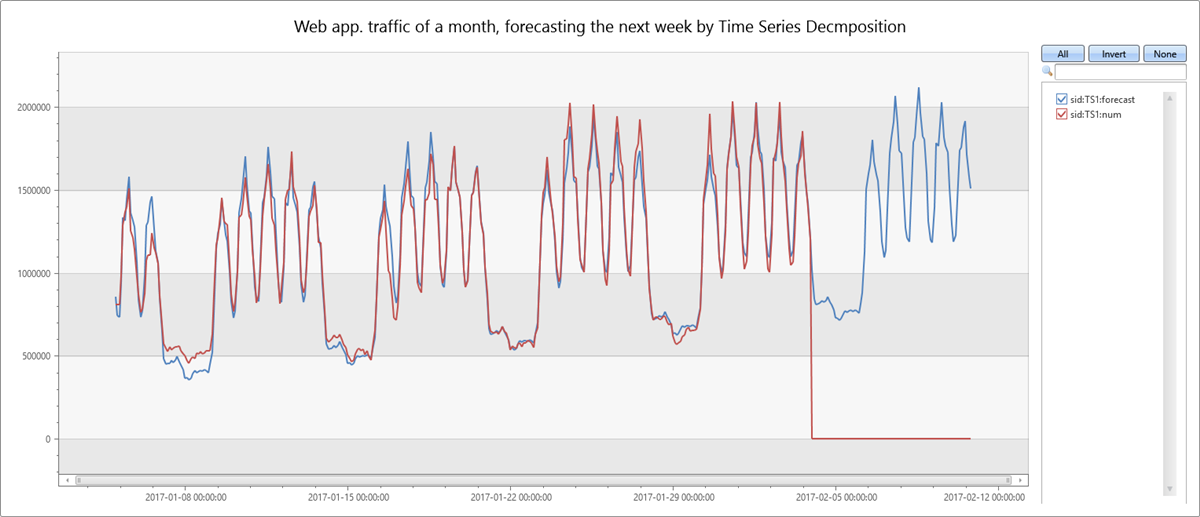 Web app. traffic of a month, forecasting the next week by Time Series Decmposition
All Invert None
sid:TS1:forecast
sid:TS1:num
2000000
1500000
1000000
500000
0
2017-01-08 00:00:00 2017-01-15 00:00:00 2017-01-22 00:00:00 2017-01-29 00:00:00 2017-02-05 00:00:00 2017-02-12 00:00:00